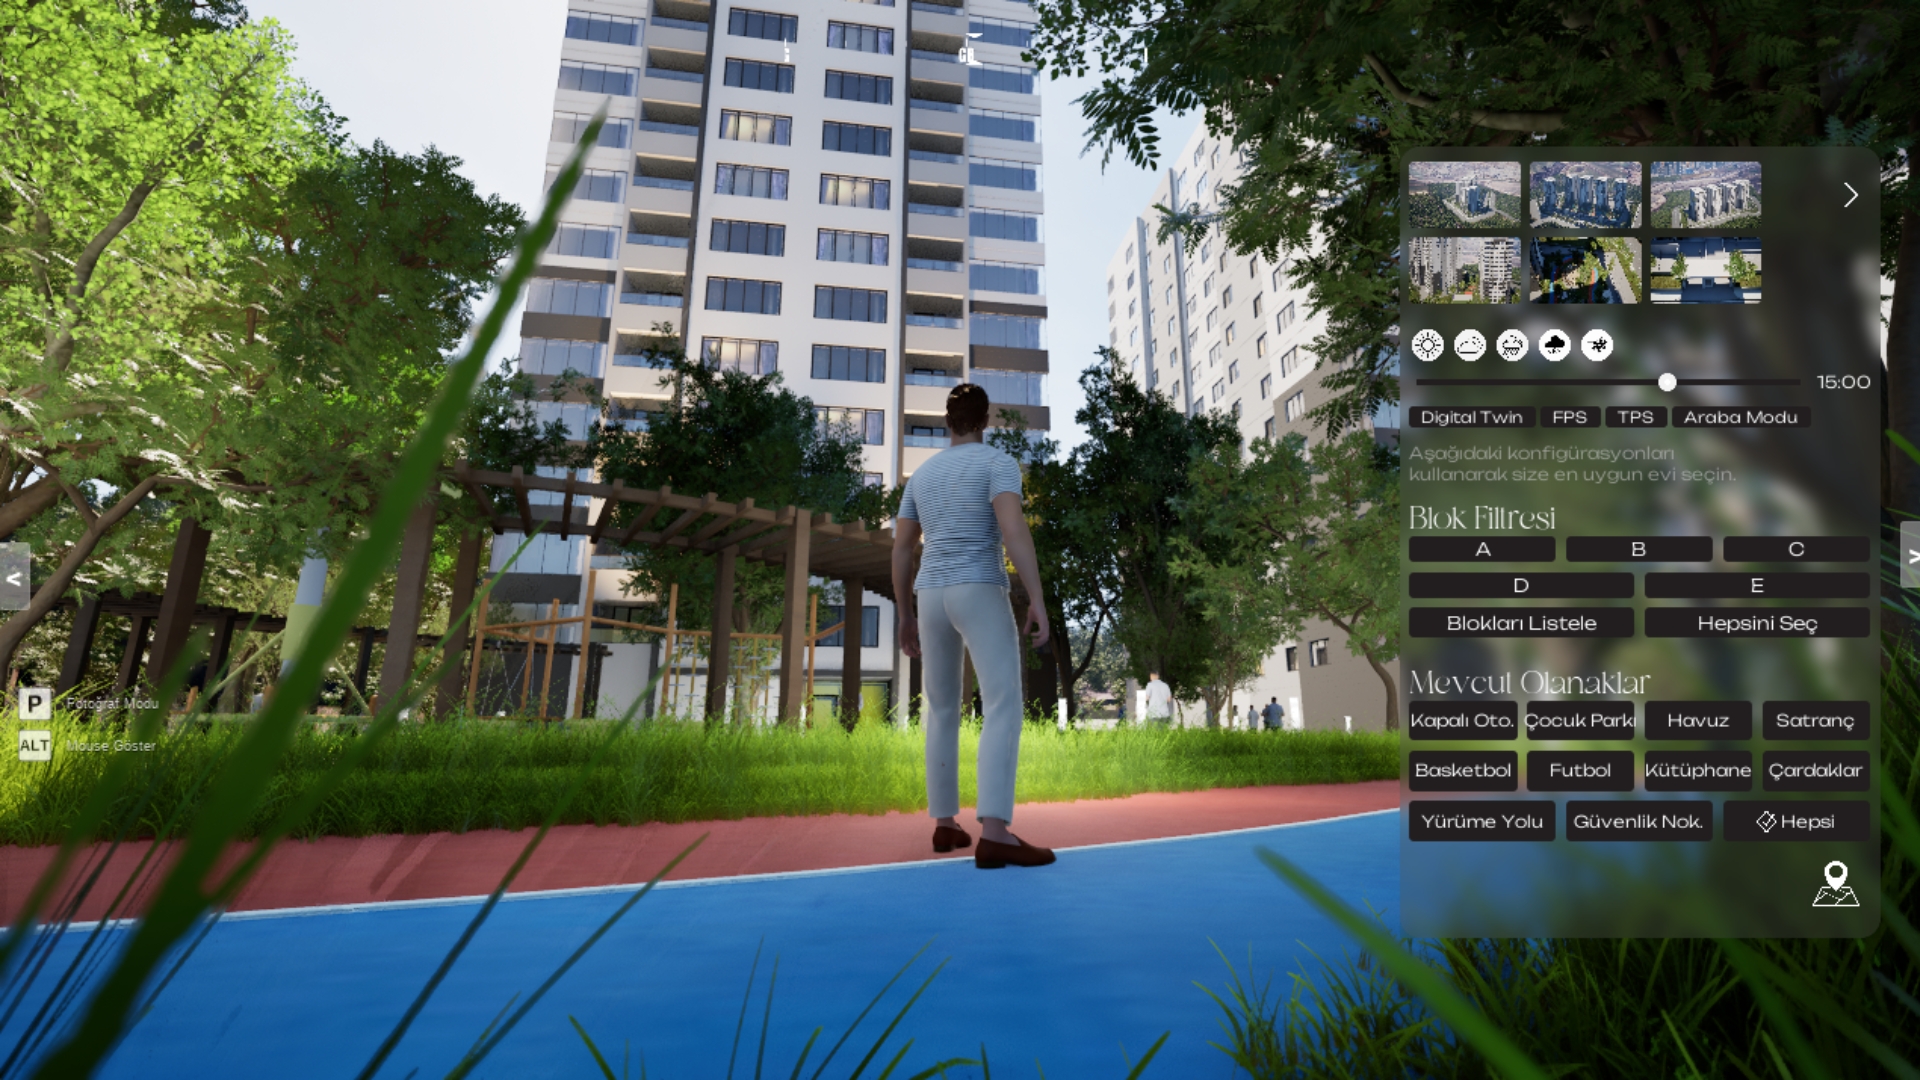 15:00
Digital Twin FPS TPS Araba Modu
Aşağıdaki konfigürasyonları
kullanarak size en uygun evi seçin.
Blok Filtresi
A B C
D E
Blokları Listele Hepsini Seç
Mevcut Olanaklar
Kapalı Oto. Çocuk Parkı Havuz Satranç
Basketbol Futbol Kütüphane Çardaklar
Yürüme Yolu Güvenlik Nok. Hepsi
<
>
P Fotoğraf Modu
ALT Mouse Göster